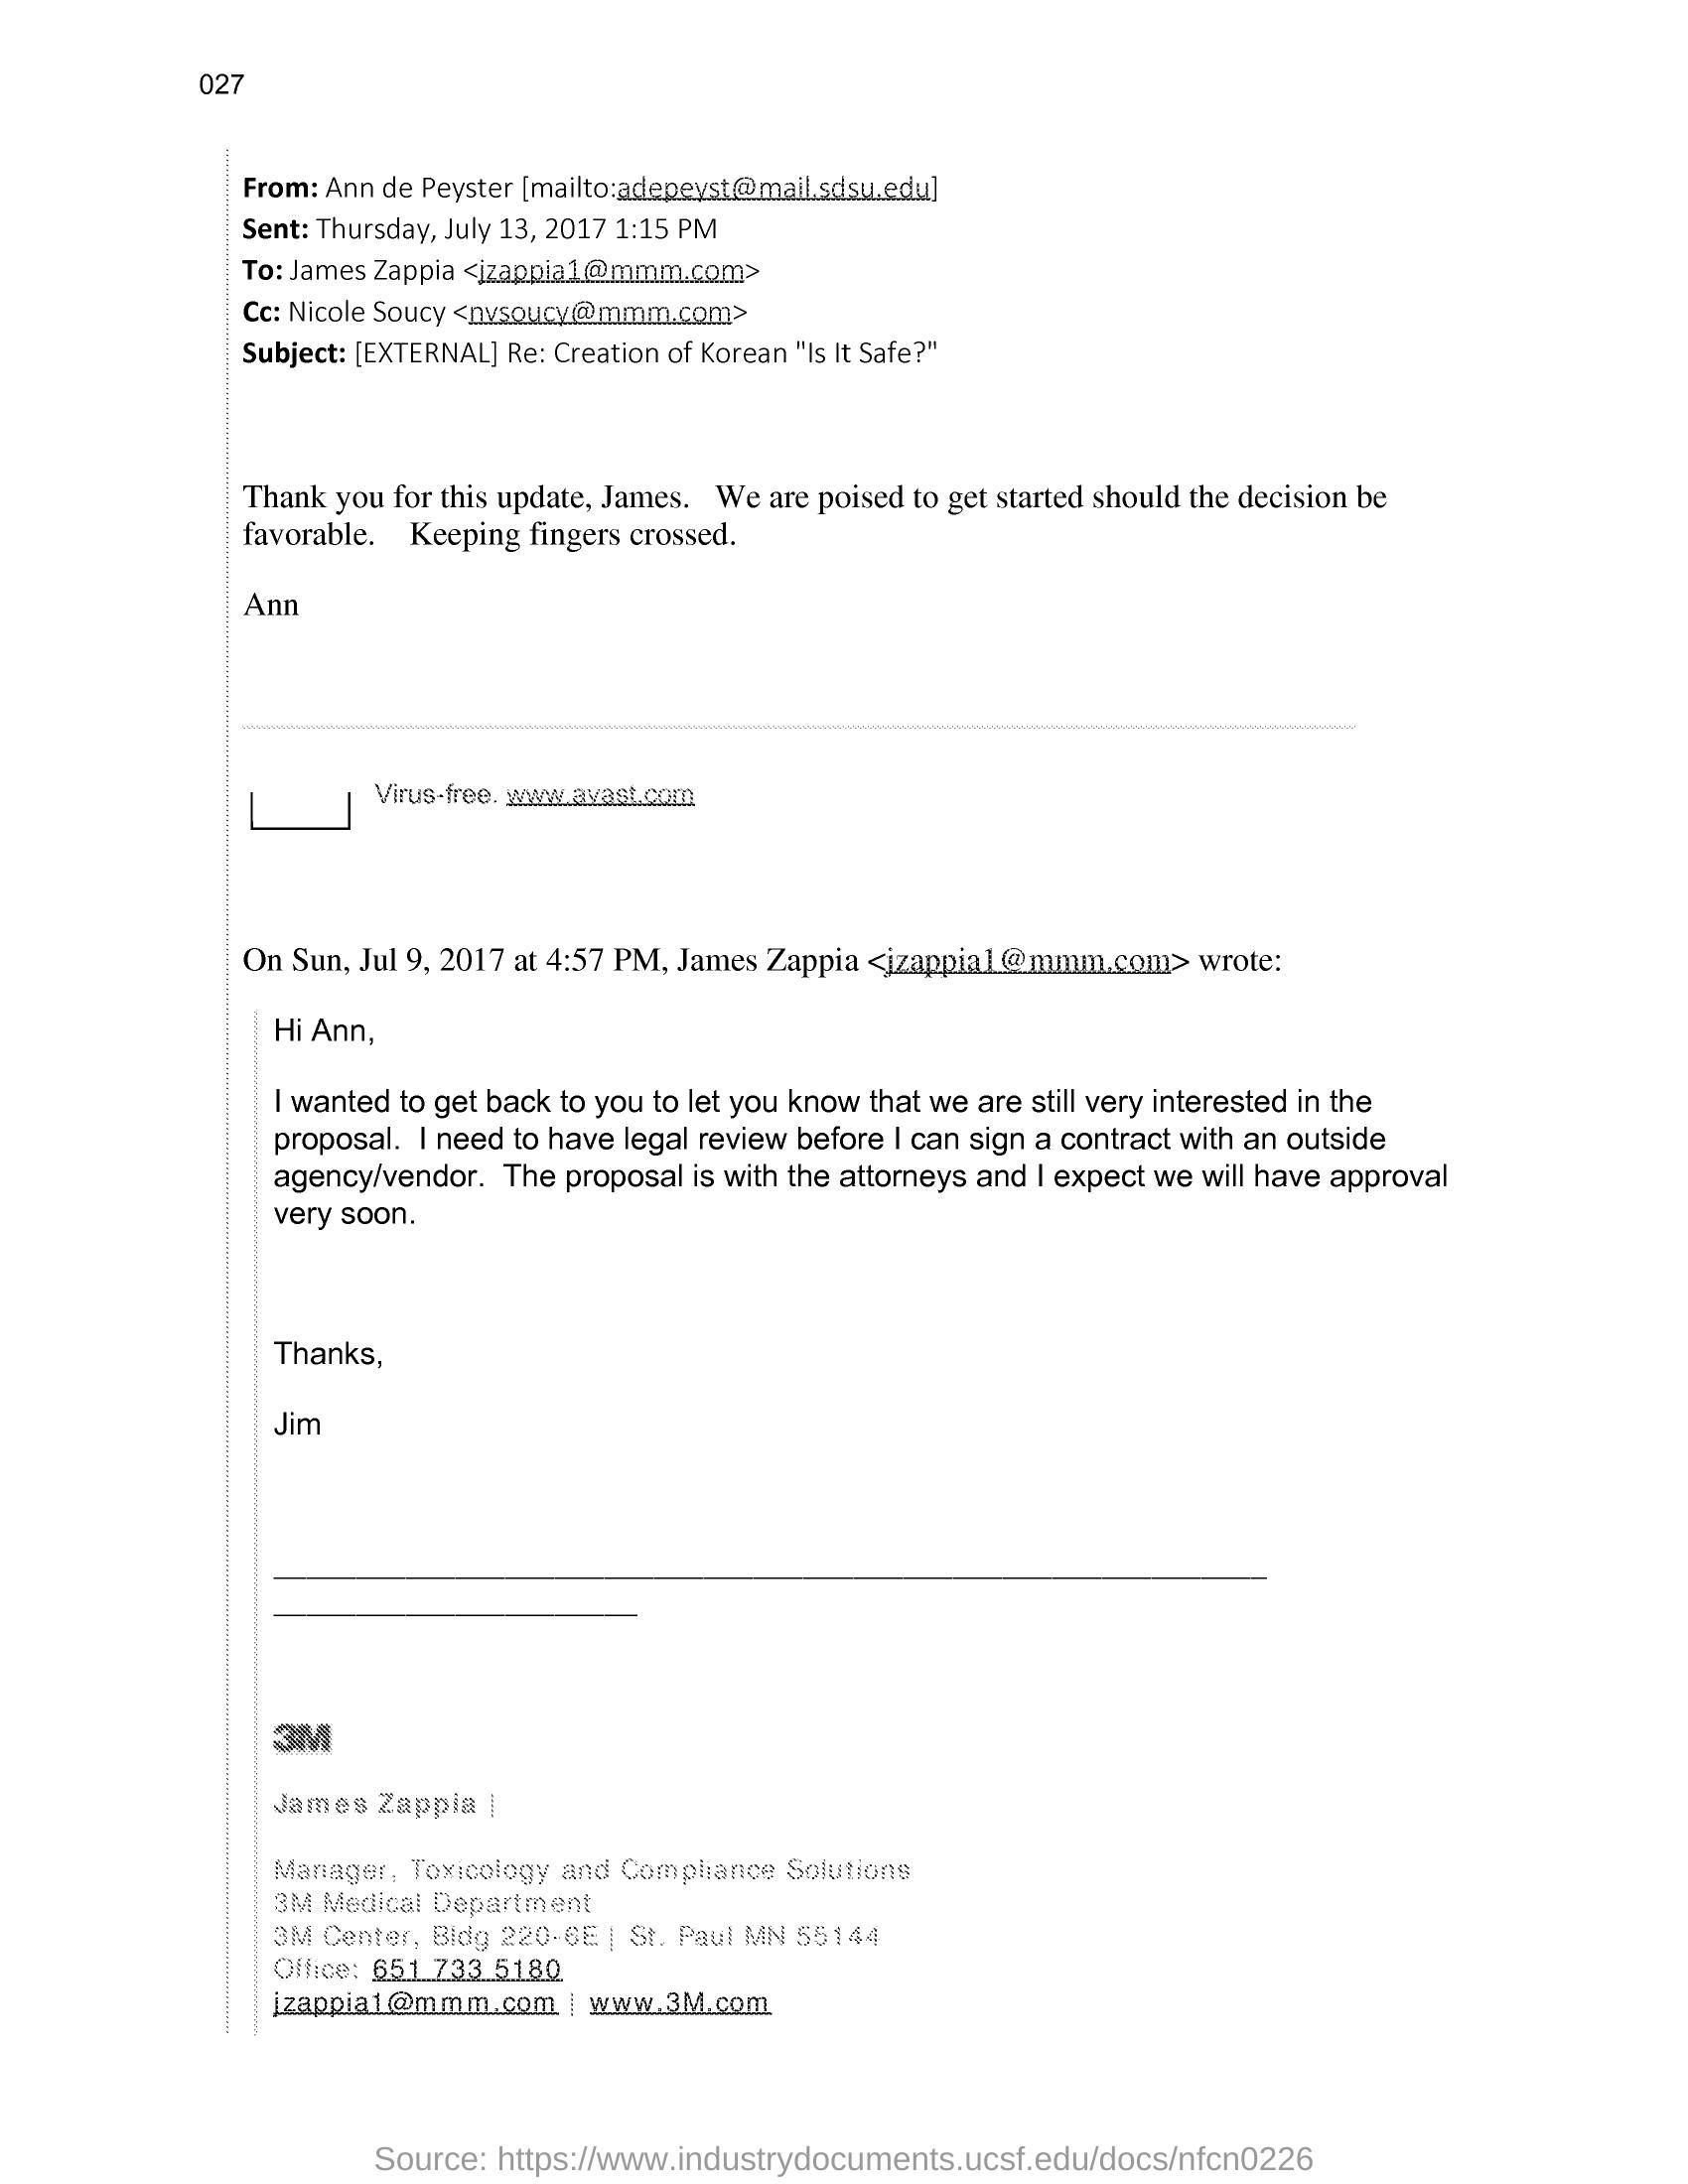 027
From: Ann de Peyster [mailto:adepeyst@mail.sdsu.edu]
Sent: Thursday, July 13, 2017 1:15 PM
To: James Zappia <jzappia1@mmm.com>
Cc: Nicole Soucy <nvsoucy@mmm.com>
Subject: [EXTERNAL] Re: Creation of Korean "Is It Safe?"
Thank you for this update, James. We are poised to get started should the decision be
favorable. Keeping fingers crossed.
Ann
Virus-free. www.avast.com
On Sun, Jul 9, 2017 at 4:57 PM, James Zappia <jzappia1@mmm.com> wrote:
Hi Ann,
I wanted to get back to you to let you know that we are still very interested in the
proposal. I need to have legal review before I can sign a contract with an outside
agency/vendor. The proposal is with the attorneys and I expect we will have approval
very soon.
Thanks,
Jim
3M
James Zappia |
Manager, Toxicology and Compliance Solutions
3M Medical Department
3M Center, Bldg 220-6E | St. Paul MN 55144
Office: 651 733 5180
jzappia1@mmm.com | www.3M.com
Source: https://www.industrydocuments.ucsf.edu/docs/nfcn0226